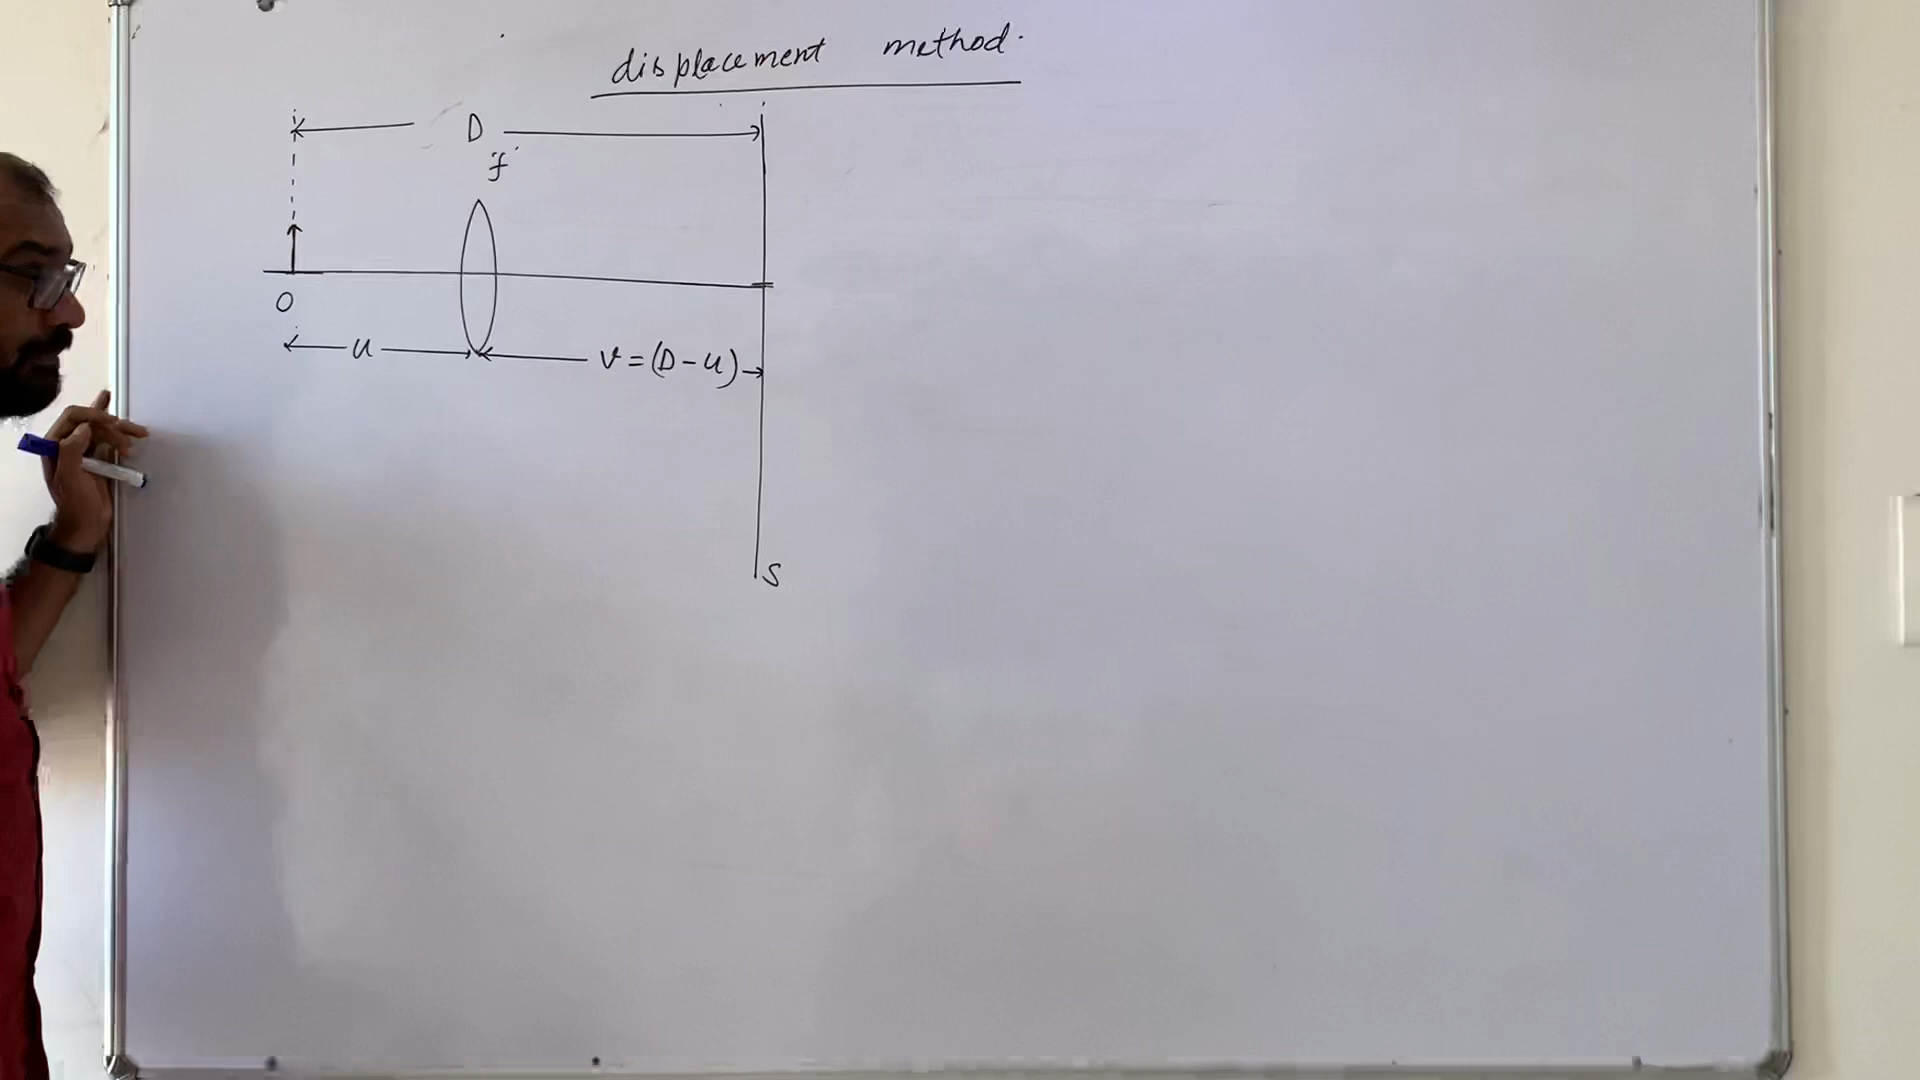 displacement method.
D
f
O
u
v = (D - u)
S